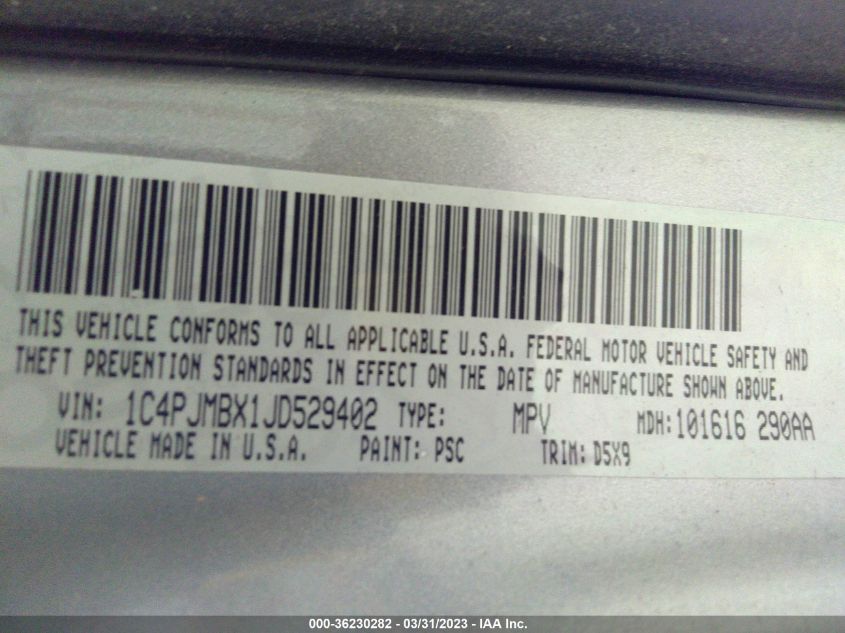 THIS VEHICLE CONFORMS TO ALL APPLICABLE U.S.A. FEDERAL MOTOR VEHICLE SAFETY AND
THEFT PREVENTION STANDARDS IN EFFECT ON THE DATE OF MANUFACTURE SHOWN ABOVE.
VIN: 1C4PJMBX1JD529402 TYPE: MPV MDH:101616 290AA
VEHICLE MADE IN U.S.A. PAINT: PSC TRIM: D5X9
000-36230282 - 03/31/2023 - IAA Inc.